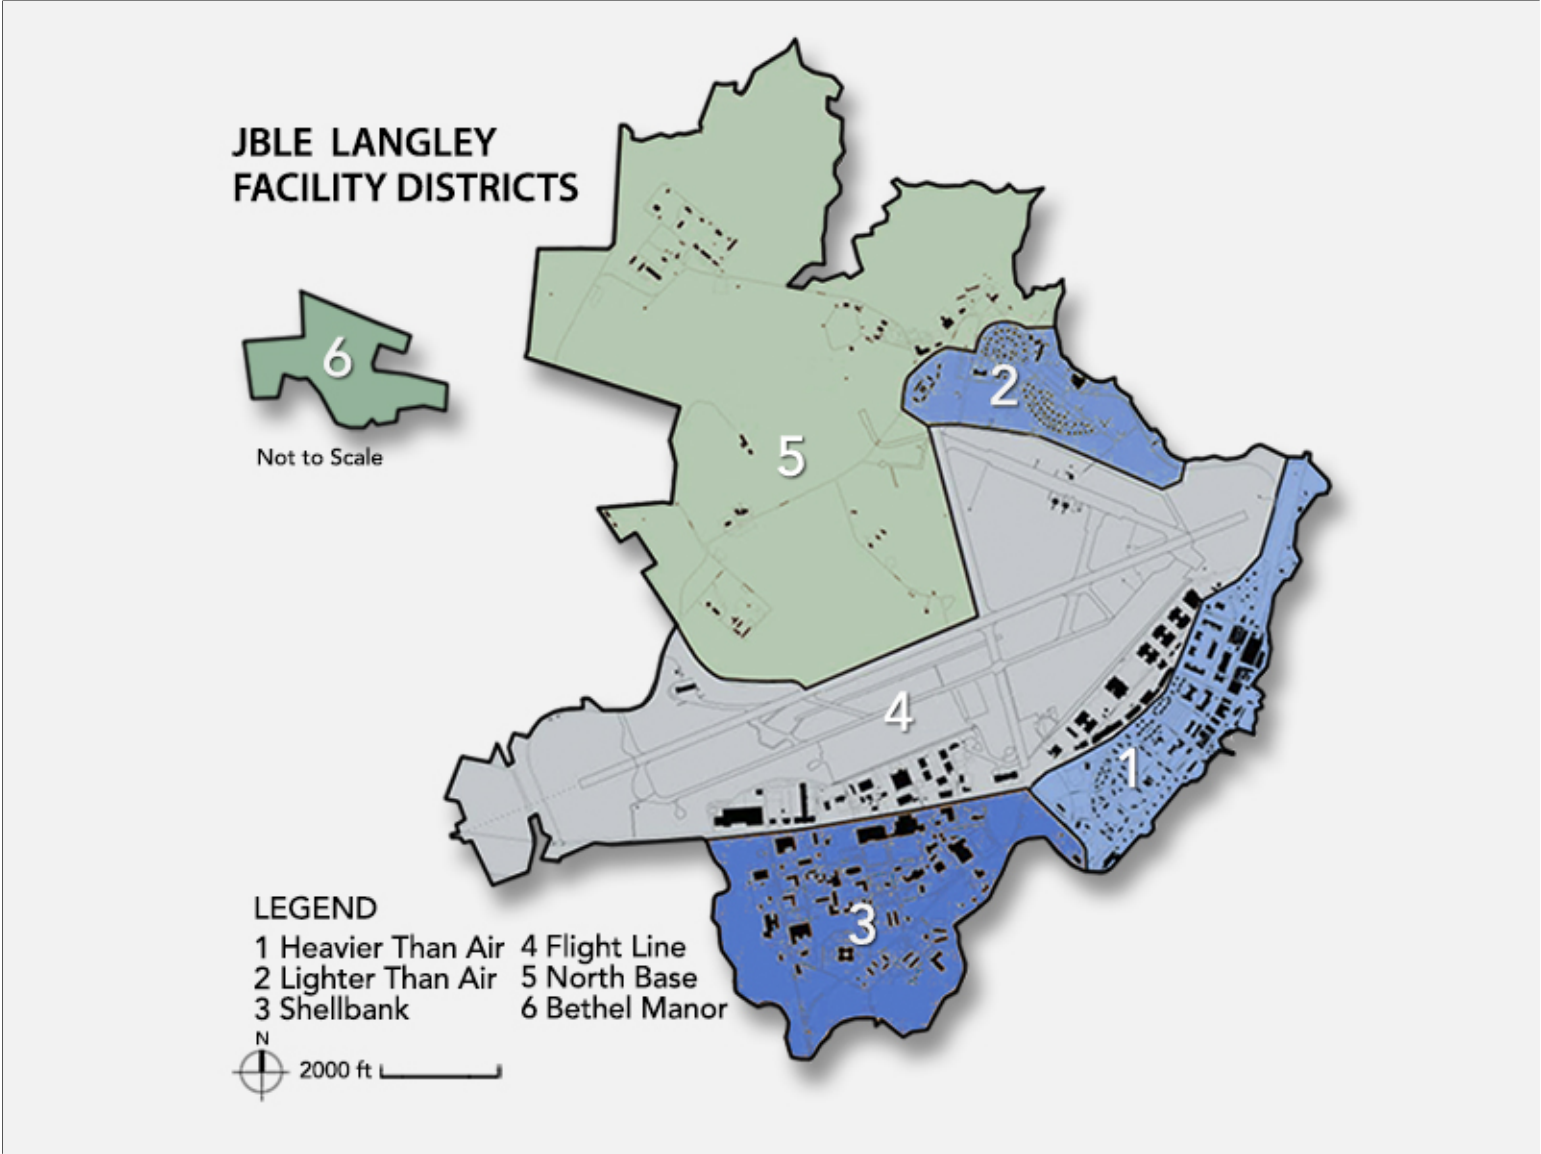 JBLE LANGLEY
FACILITY DISTRICTS
2
6
5
Not to Scale
4
1
3
LEGEND
1 Heavier Than Air 4 Flight Line
2 Lighter Than Air 5 North Base
3 Shellbank 6 Bethel Manor
N
2000 ft